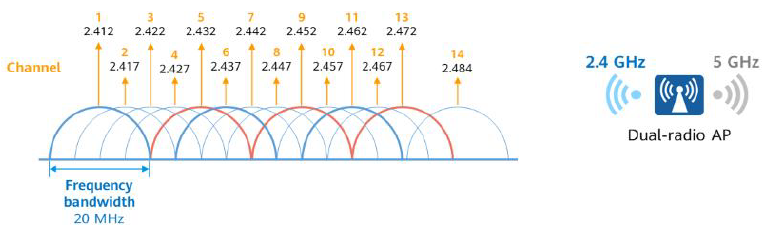 1 3 5 7 9 11 13
2.412 2.422 2.432 2.442 2.452 2.462 2.472
2 4 6 8 10 12 14
Channel 2.417 2.427 2.437 2.447 2.457 2.467 2.484
Frequency
bandwidth
20 MHz
2.4 GHz 5 GHz
Dual-radio AP